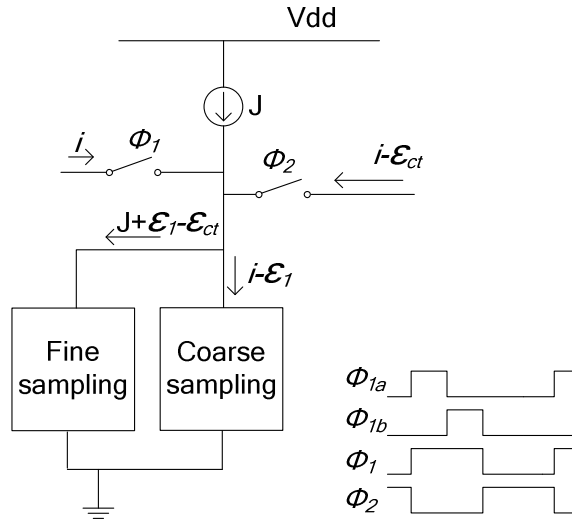 Vdd
J
i
Φ1
Φ2
i-εct
J+ε1-εct
i-ε1
Fine
sampling
Coarse
sampling
Φ1a
Φ1b
Φ1
Φ2